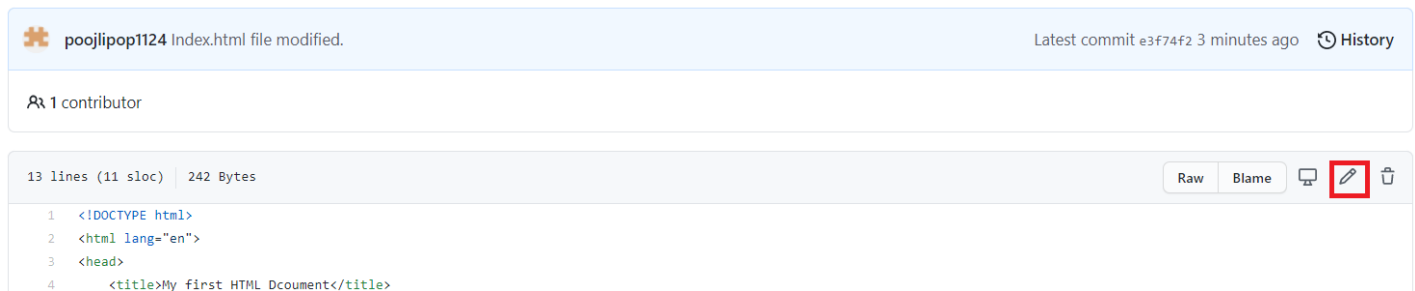 poojlipop1124 Index.html file modified. Latest commit e3f74f2 3 minutes ago History
1 contributor
13 lines (11 sloc) 242 Bytes Raw Blame
1 <!DOCTYPE html>
2 <html lang="en">
3 <head>
4 <title>My first HTML Dcoument</title>